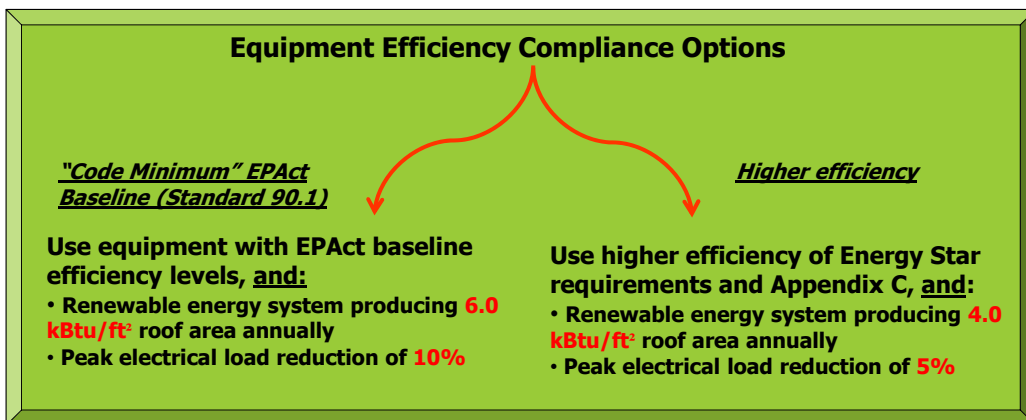 Equipment Efficiency Compliance Options
“Code Minimum” EPAct
Baseline (Standard 90.1)
Use equipment with EPAct baseline
efficiency levels, and:
• Renewable energy system producing 6.0
kBtu/ft² roof area annually
• Peak electrical load reduction of 10%
Higher efficiency
Use higher efficiency of Energy Star
requirements and Appendix C, and:
• Renewable energy system producing 4.0
kBtu/ft² roof area annually
• Peak electrical load reduction of 5%